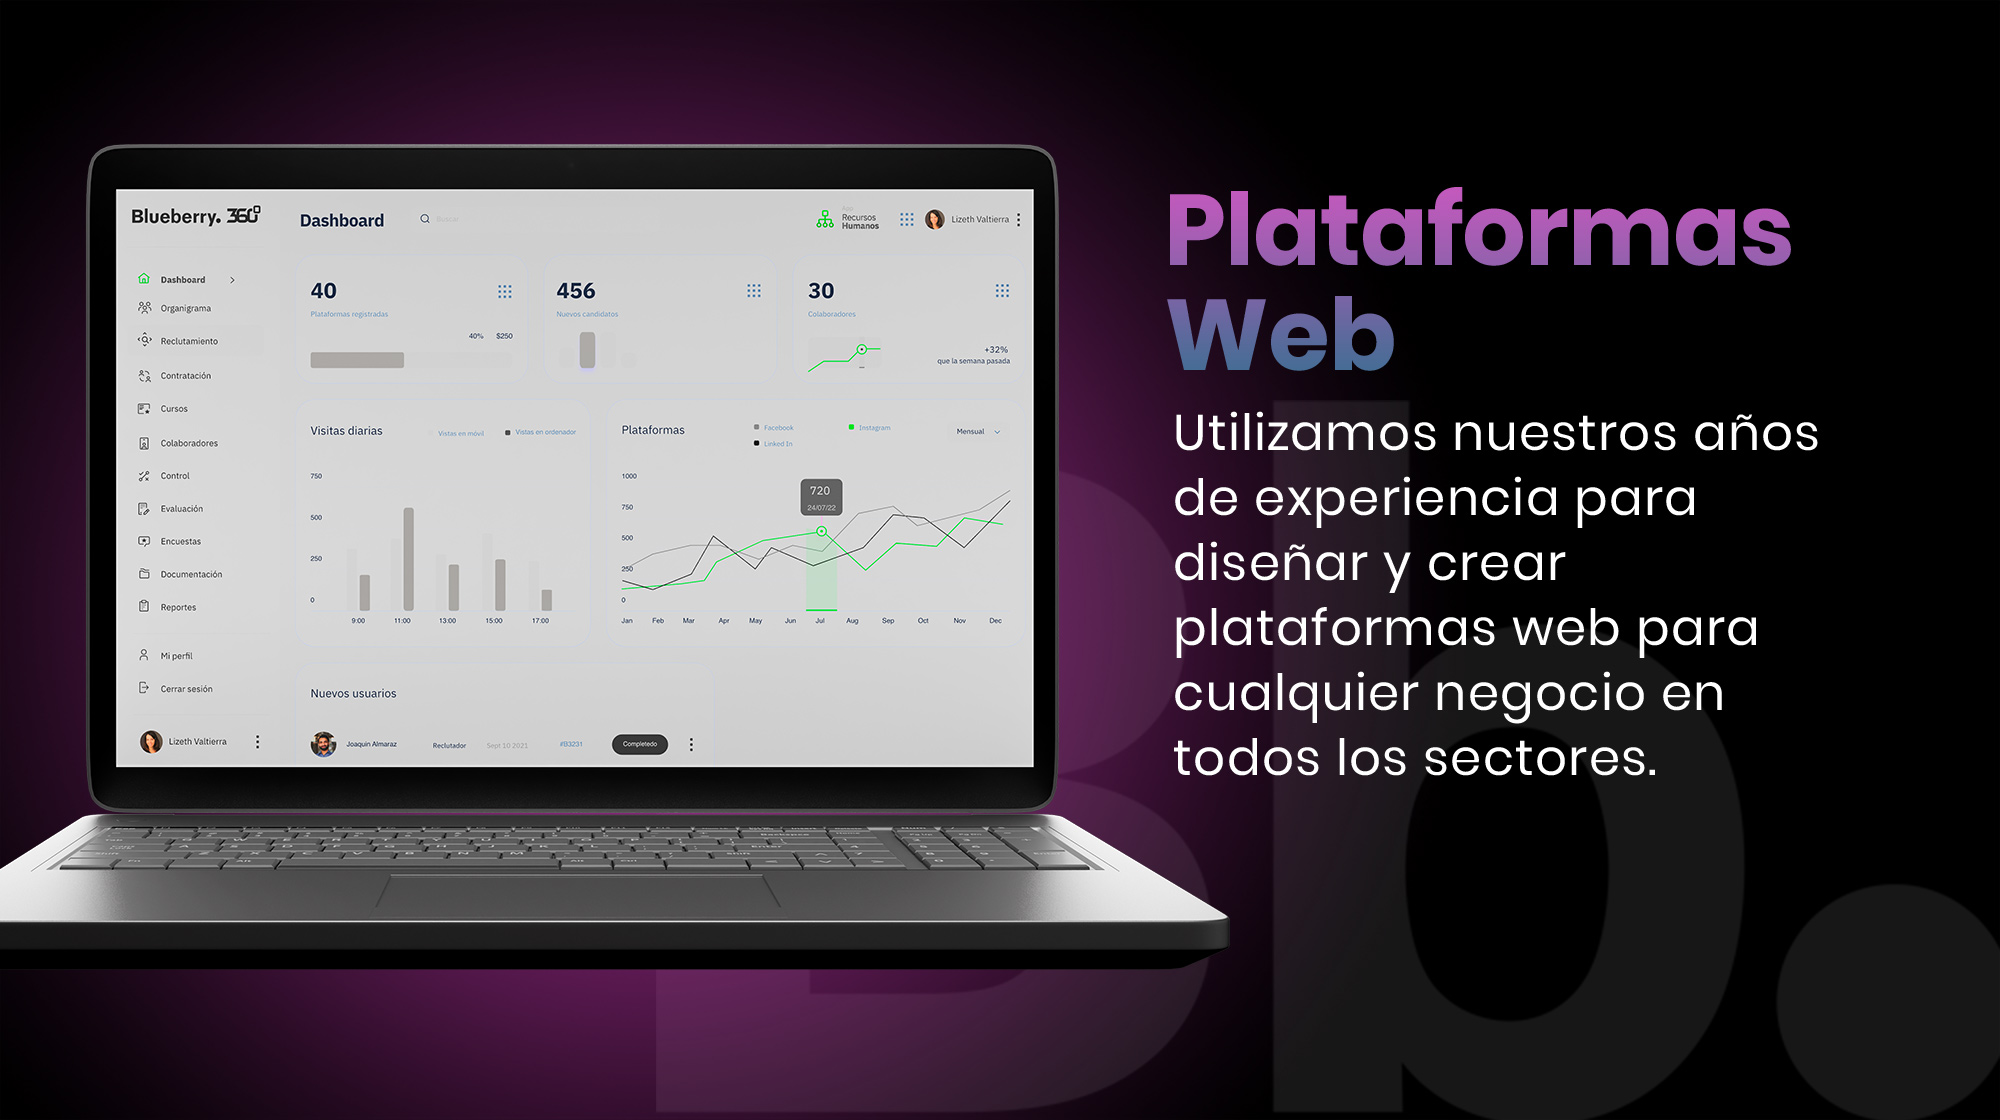 Blueberry. 360°
Dashboard
Buscar
App
Recursos
Humanos
Lizeth Valtierra
Dashboard
Organigrama
Reclutamiento
Contratación
Cursos
Colaboradores
Control
Evaluación
Encuestas
Documentación
Reportes
Mi perfil
Cerrar sesión
Lizeth Valtierra
40
Plataformas registradas
40% $250
456
Nuevos candidatos
30
Colaboradores
+32%
que la semana pasada
Visitas diarias
Vistas en móvil
Vistas en ordenador
750
500
250
0
9:00 11:00 13:00 15:00 17:00
Plataformas
Facebook
Instagram
Linked In
Mensual
1000
750
500
250
0
720
24/07/22
Jan Feb Mar Apr May Jun Jul Aug Sep Oct Nov Dec
Nuevos usuarios
Joaquin Almaraz Reclutador Sept 10 2021 #B3231 Completedo
Plataformas
Web
Utilizamos nuestros años
de experiencia para
diseñar y crear
plataformas web para
cualquier negocio en
todos los sectores.
Bb.